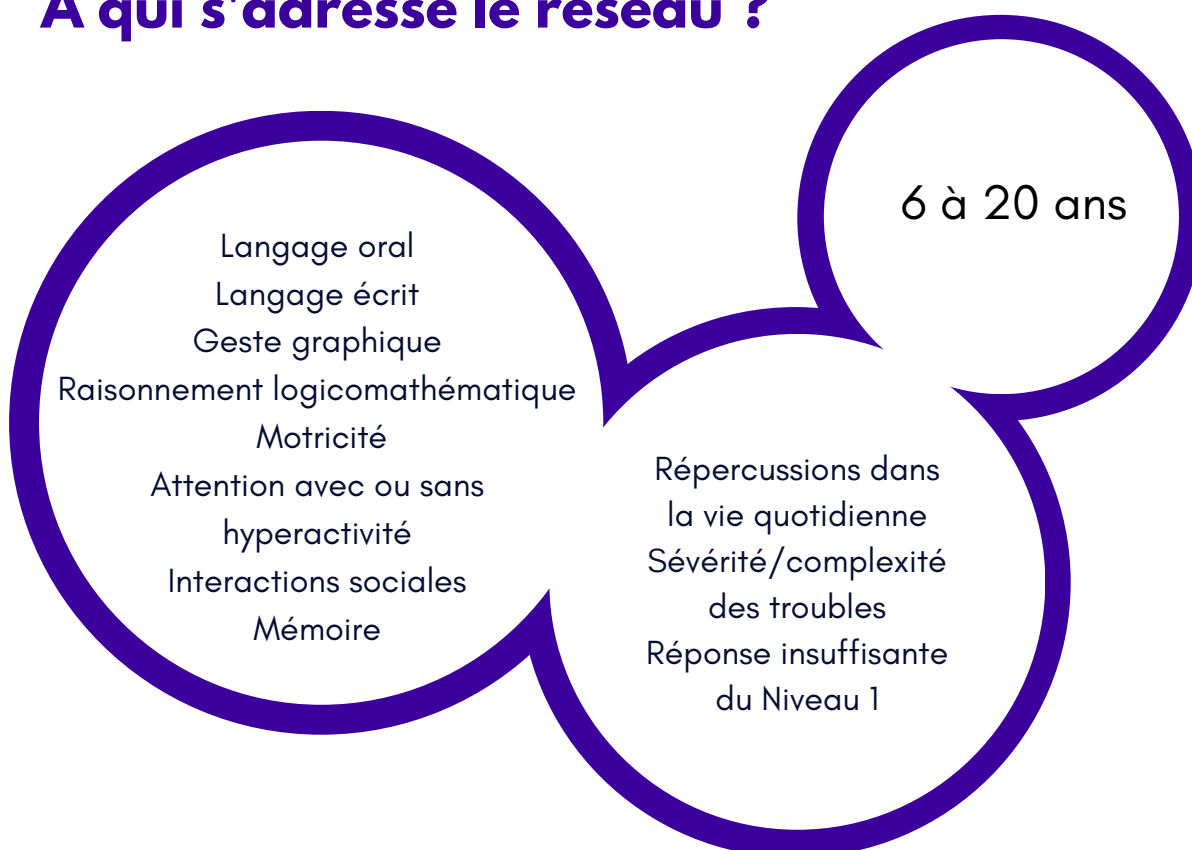 A qui s'adresse le réseau ?
6 à 20 ans
Langage oral
Langage écrit
Geste graphique
Raisonnement logicomathématique
Motricité
Attention avec ou sans
hyperactivité
Interactions sociales
Mémoire
Répercussions dans
la vie quotidienne
Sévérité/complexité
des troubles
Réponse insuffisante
du Niveau 1